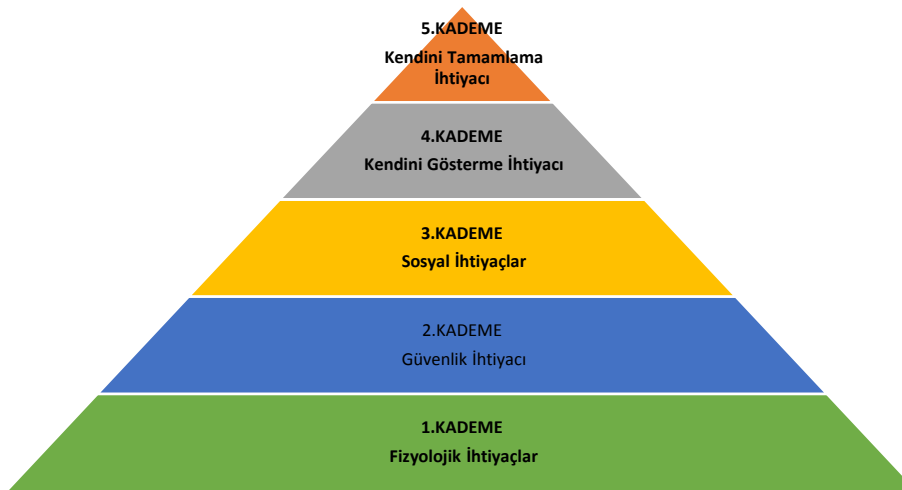 5.KADEME
Kendini Tamamlama
İhtiyacı
4.KADEME
Kendini Gösterme İhtiyacı
3.KADEME
Sosyal İhtiyaçlar
2.KADEME
Güvenlik İhtiyacı
1.KADEME
Fizyolojik İhtiyaçlar